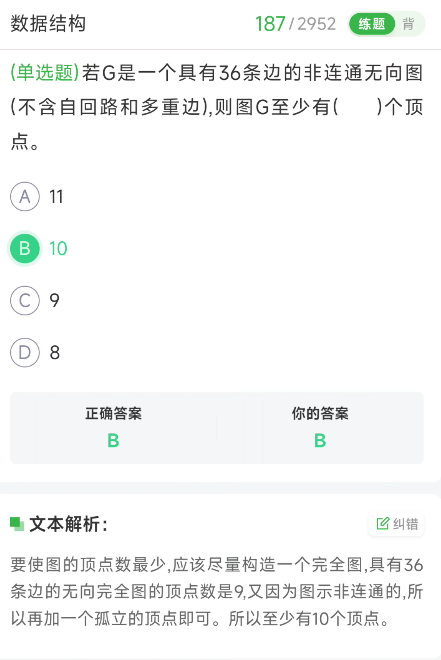 数据结构 187/2952 练题 背
(单选题)若G是一个具有36条边的非连通无向图
(不含自回路和多重边),则图G至少有( )个顶
点。
A 11
B 10
C 9
D 8
正确答案 你的答案
B B
文本解析: 纠错
要使图的顶点数最少,应该尽量构造一个完全图,具有36
条边的无向完全图的顶点数是9,又因为图示非连通的,所
以再加一个孤立的顶点即可。所以至少有10个顶点。